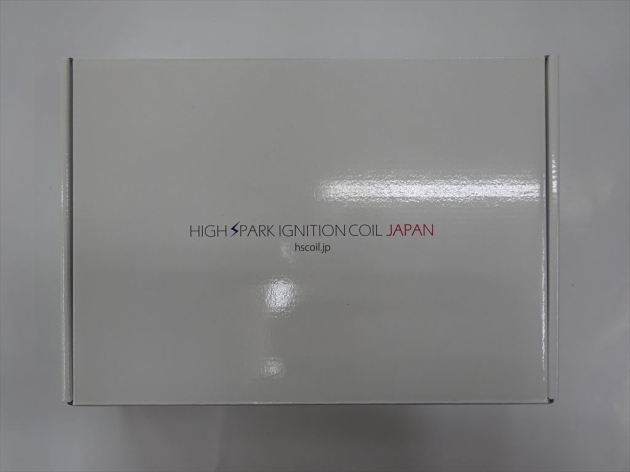 HIGH SPARK IGNITION COIL JAPAN
hscoil.jp